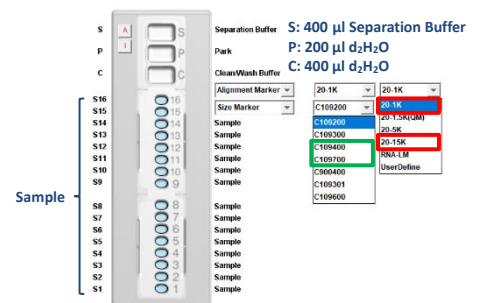 S A S Separation Buffer S: 400 µl Separation Buffer
P I P Park P: 200 µl d₂H₂O
C C Clean/Wash Buffer C: 400 µl d₂H₂O
Alignment Marker 20-1K 20-1K
S16 16 Size Marker C109200 20-1K
S15 15 20-1.5K(QM)
S14 14 Sample C109200 20-5K
S13 13 Sample C109300 20-15K
S12 12 Sample C109400 RNA-LM
S11 11 Sample C109700 UserDefine
S10 10 Sample C900400
S9 9 Sample C109301
C109600
Sample
S8 8 Sample
S7 7 Sample
S6 6 Sample
S5 5 Sample
S4 4 Sample
S3 3 Sample
S2 2 Sample
S1 1 Sample